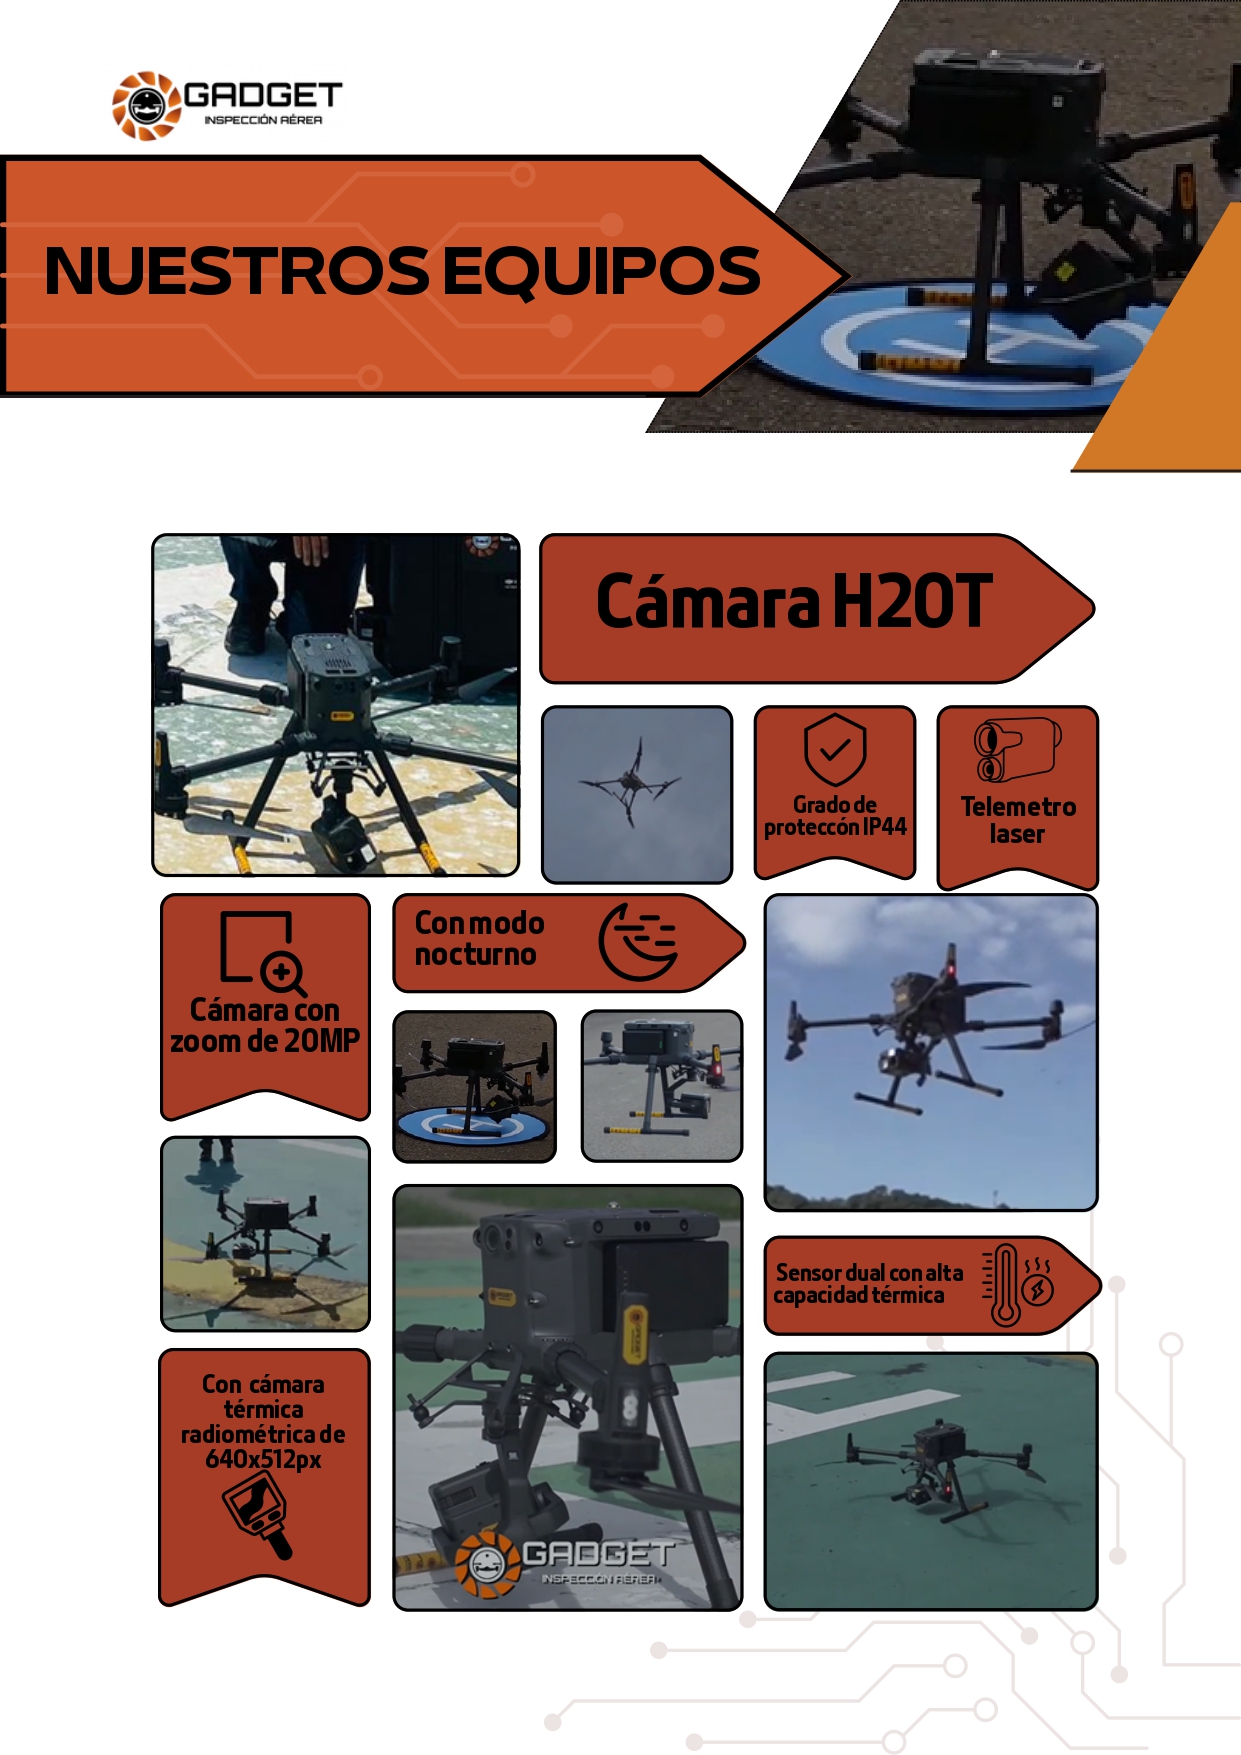 GADGET
INSPECCIÓN AÉREA
NUESTROS EQUIPOS
Cámara H20T
Grado de
proteccón IP44
Telemetro
laser
Con modo
nocturno
Cámara con
zoom de 20MP
Sensor dual con alta
capacidad térmica
Con cámara
térmica
radiométrica de
640x512px
GADGET
INSPECCIÓN AÉREA